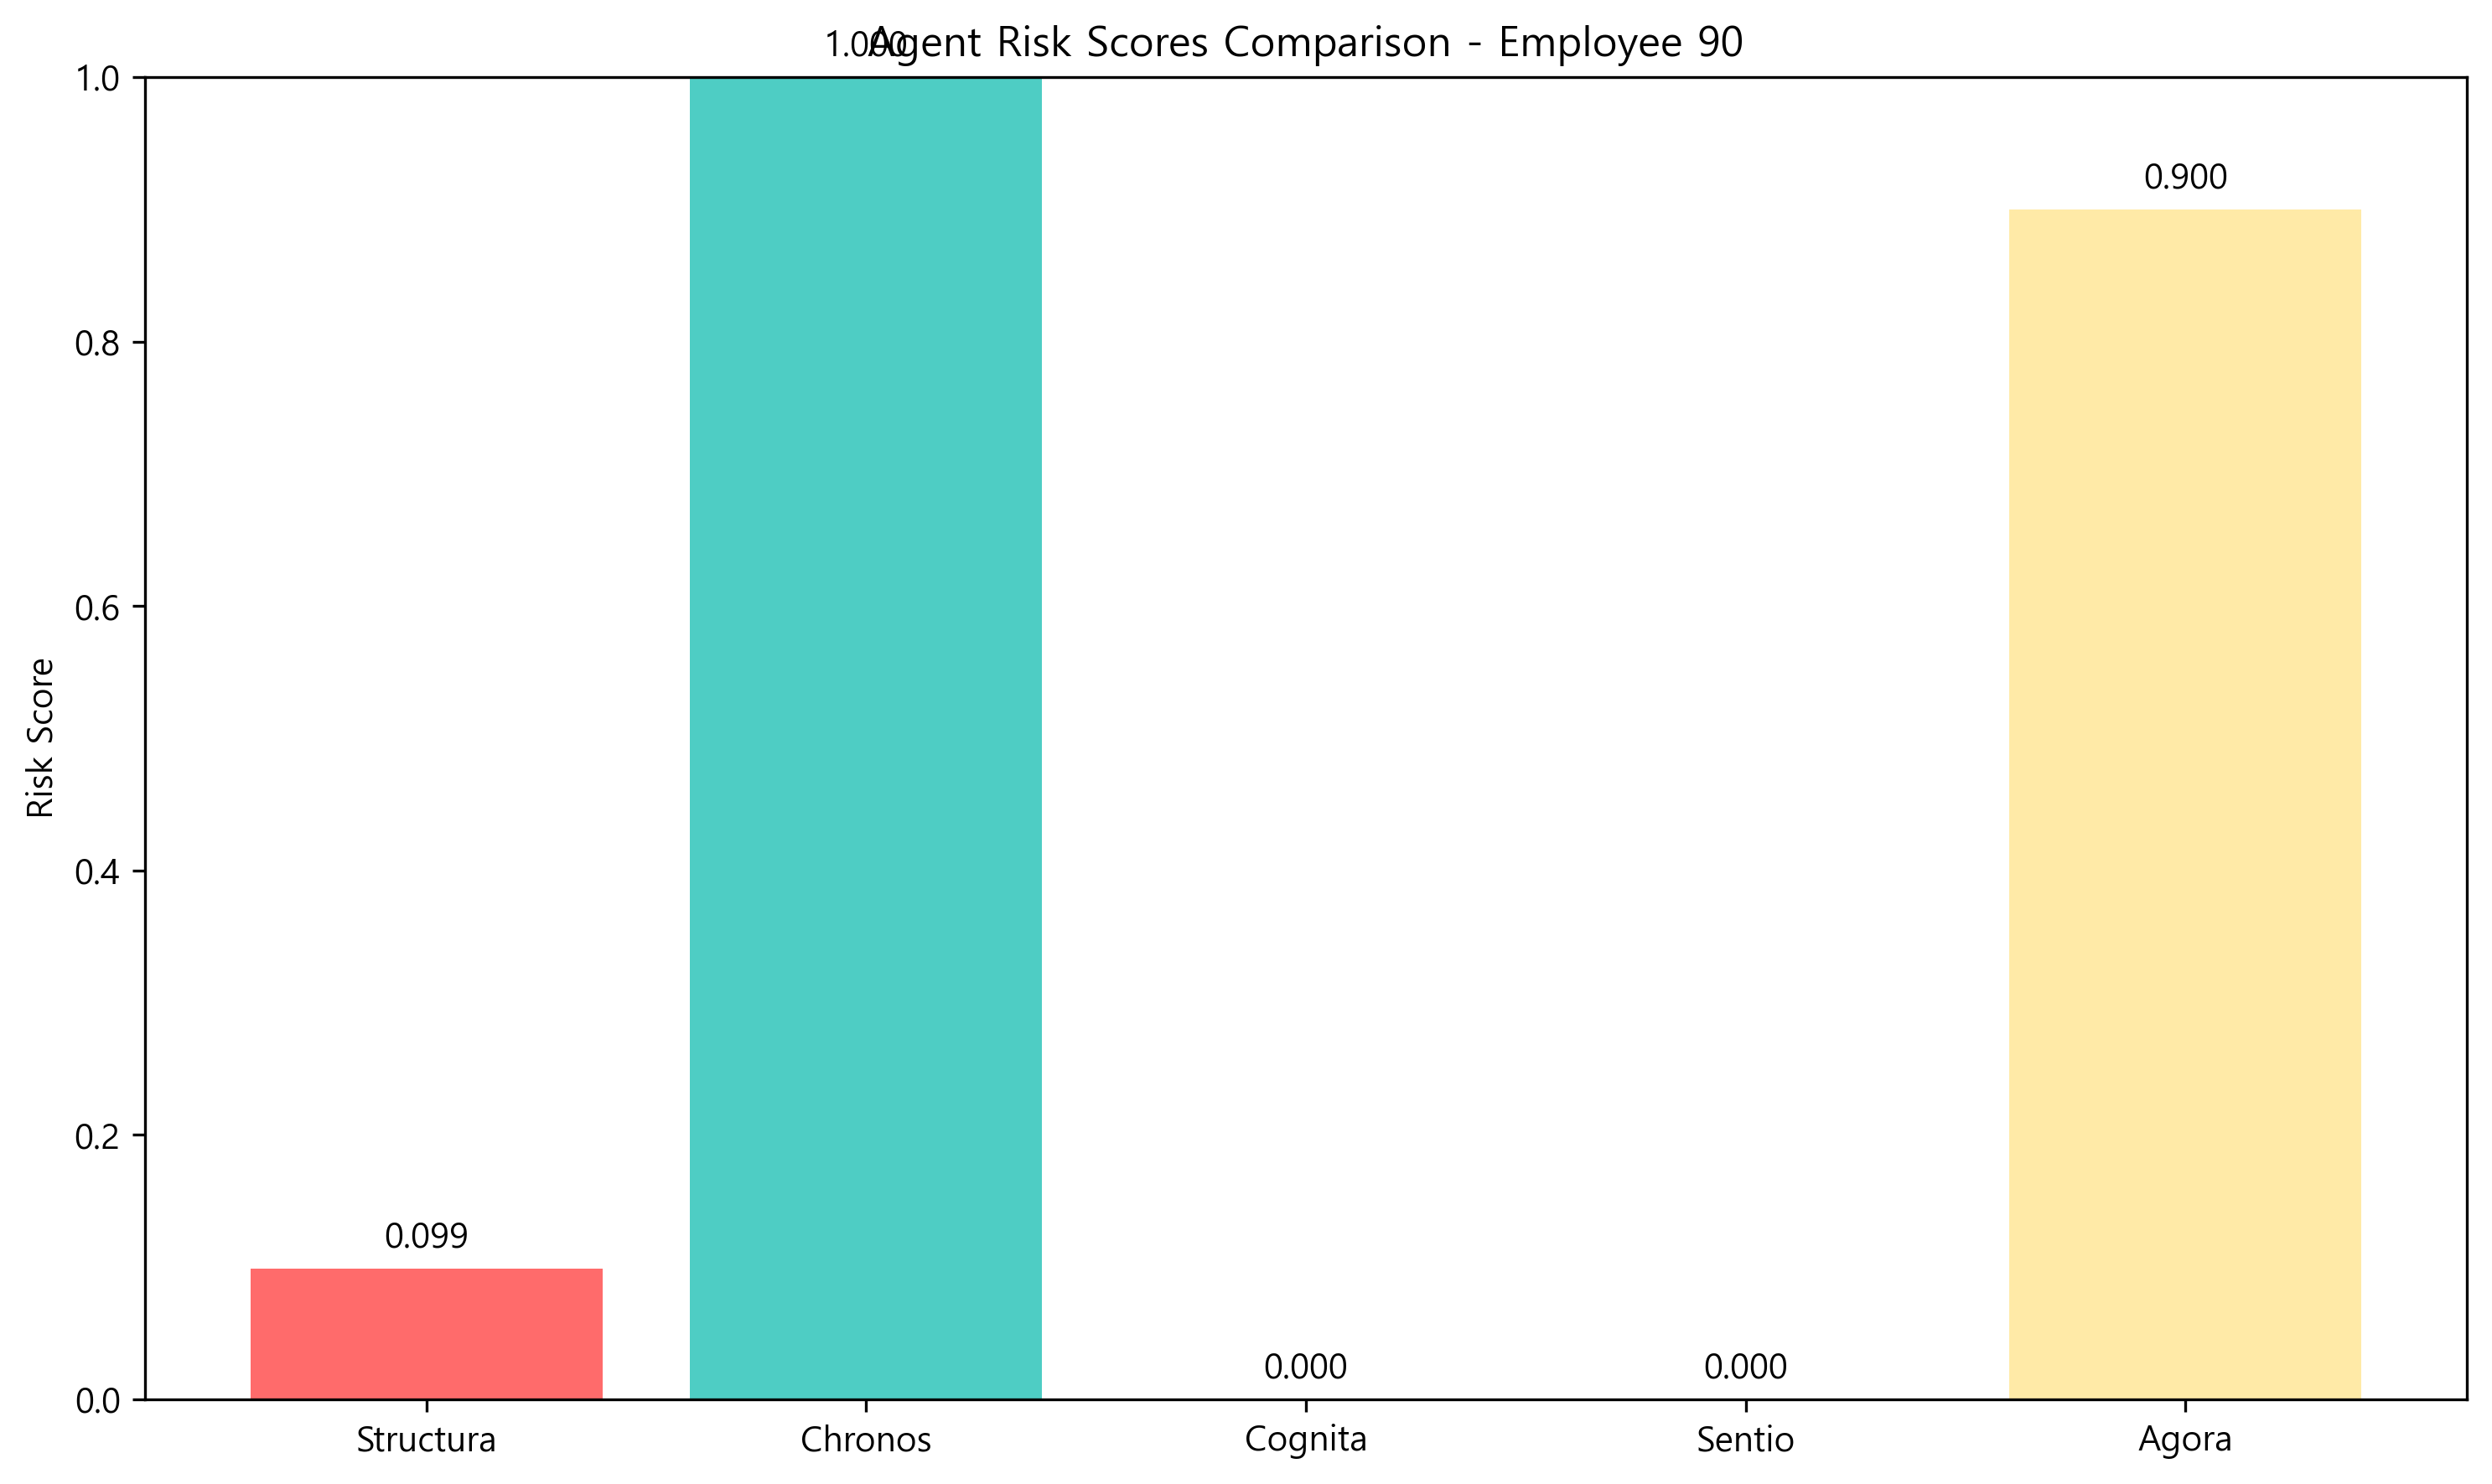 Agent Risk Scores Comparison - Employee 90
1.000
1.0
0.900
0.8
0.6
Risk Score
0.4
0.2
0.099
0.000
0.000
0.0
Structura
Chronos
Cognita
Sentio
Agora